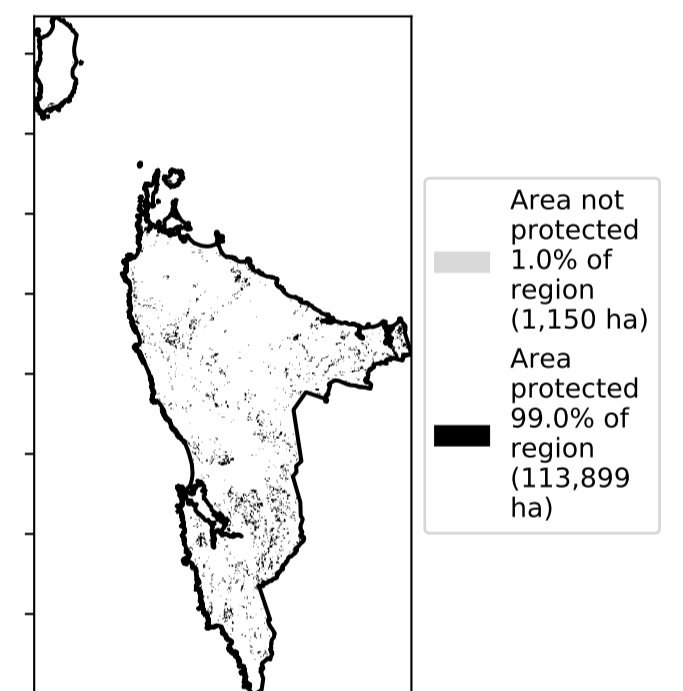 Area not
protected
1.0% of
region
(1,150 ha)
Area
protected
99.0% of
region
(113,899
ha)